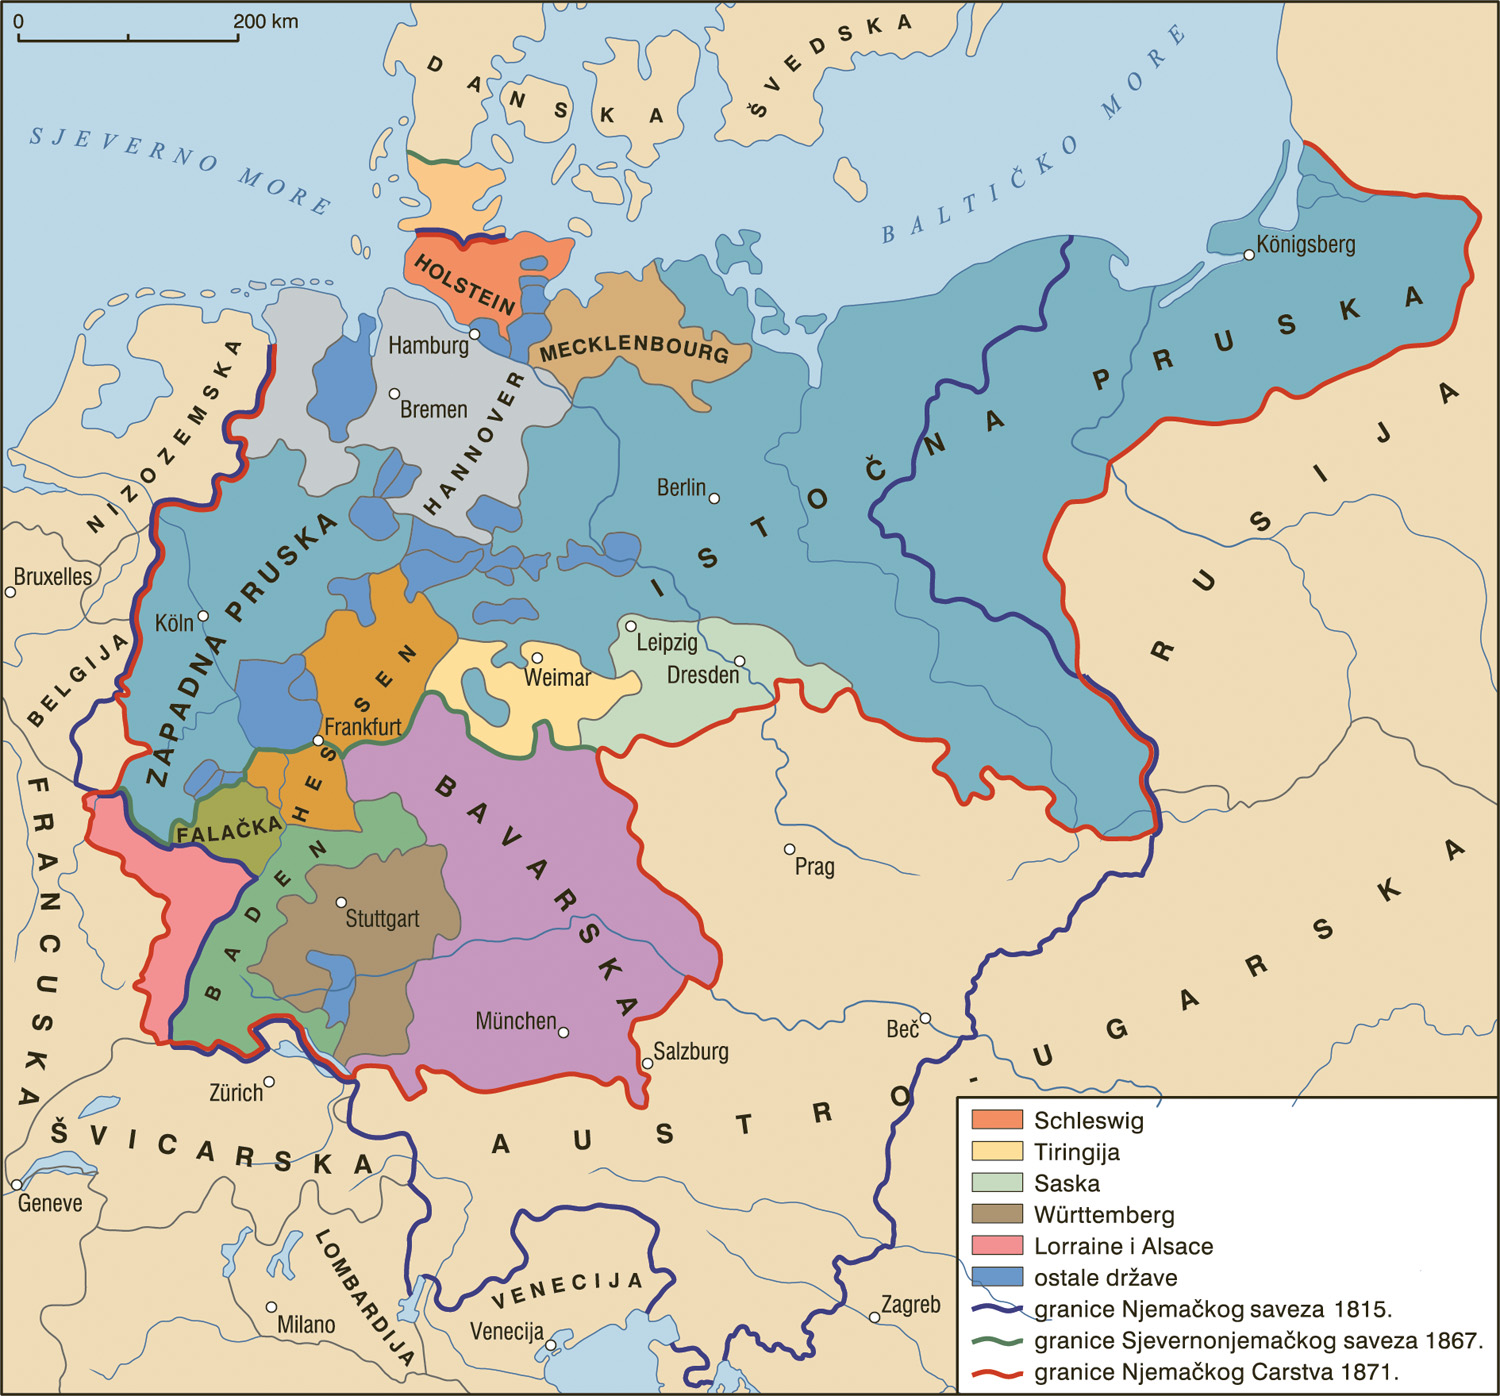 0 200 km
DANSKA
ŠVEDSKA
SJEVERNO MORE
BALTIČKO MORE
Königsberg
HOLSTEIN
Hamburg
MECKLENBOURG
Bremen
HANNOVER
NIZOZEMSKA
ISTOČNA PRUSKA
Berlin
RUSIJA
Bruxelles
BELGIJA
Köln
ZAPADNA PRUSKA
HESSEN
Leipzig
Dresden
Weimar
Frankfurt
FALAČKA
BADEN
BAVARSKA
Prag
FRANCUSKA
Stuttgart
München
Salzburg
Beč
AUSTRO-UGARSKA
Zürich
ŠVICARSKA
Geneve
LOMBARDIJA
Milano
VENECIJA
Venecija
Zagreb
Schleswig
Tiringija
Saska
Württemberg
Lorraine i Alsace
ostale države
granice Njemačkog saveza 1815.
granice Sjevernonjemačkog saveza 1867.
granice Njemačkog Carstva 1871.